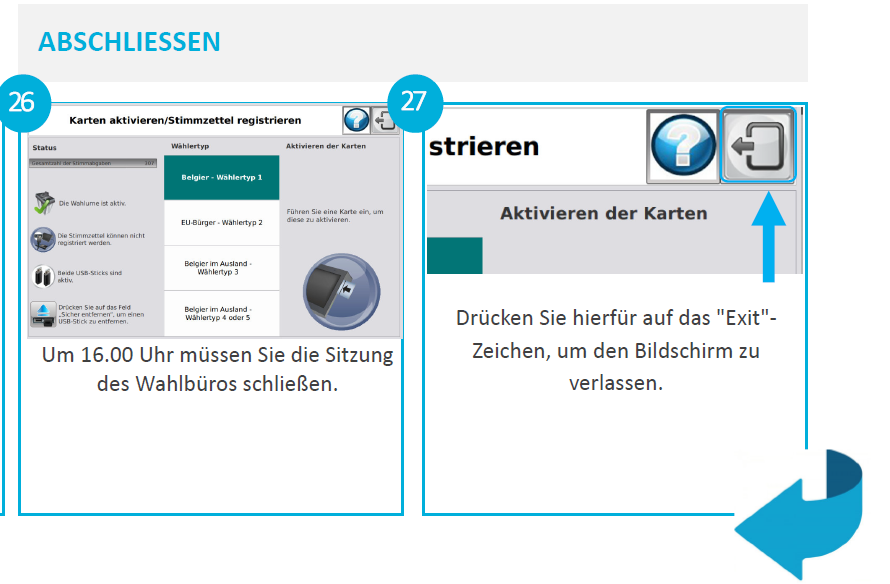 ABSCHLIESSEN
26
Karten aktivieren/Stimmzettel registrieren
Status
Gesamtzahl der Stimmabgaben 107
Die Wahlurne ist aktiv.
Die Stimmzettel können nicht
registriert werden.
Beide USB-Sticks sind
aktiv.
Drücken Sie auf das Feld
„Sicher entfernen“, um einen
USB-Stick zu entfernen.
Wählertyp
Belgier - Wählertyp 1
EU-Bürger - Wählertyp 2
Belgier im Ausland -
Wählertyp 3
Belgier im Ausland -
Wählertyp 4 oder 5
Aktivieren der Karten
Führen Sie eine Karte ein, um
diese zu aktivieren.
Um 16.00 Uhr müssen Sie die Sitzung
des Wahlbüros schließen.
27
strieren
Aktivieren der Karten
Drücken Sie hierfür auf das "Exit"-
Zeichen, um den Bildschirm zu
verlassen.